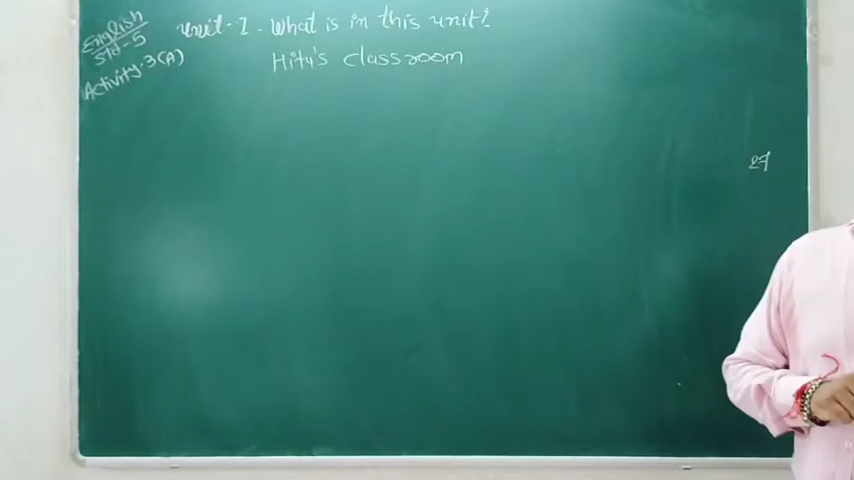 English
Std-5
Activity-3(A)
Unit-1 - What is in this unit?
Hitu's classroom